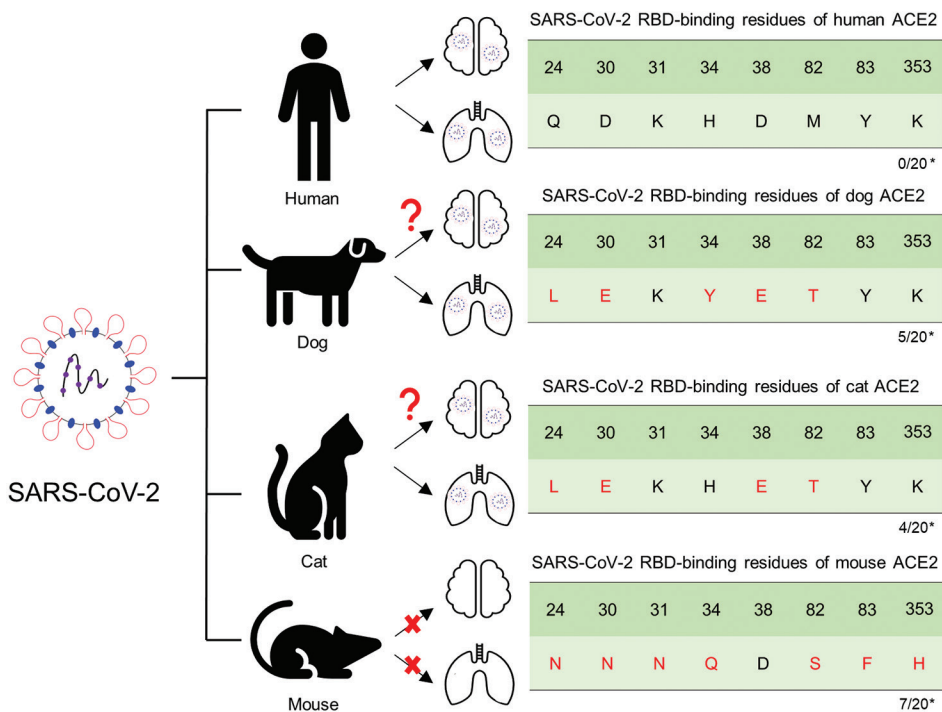 SARS-CoV-2 RBD-binding residues of human ACE2
24 30 31 34 38 82 83 353
Q D K H D M Y K
0/20*
Human
SARS-CoV-2 RBD-binding residues of dog ACE2
?
24 30 31 34 38 82 83 353
L E K Y E T Y K
5/20*
Dog
SARS-CoV-2 RBD-binding residues of cat ACE2
?
24 30 31 34 38 82 83 353
L E K H E T Y K
4/20*
SARS-CoV-2
Cat
SARS-CoV-2 RBD-binding residues of mouse ACE2
24 30 31 34 38 82 83 353
N N N Q D S F H
7/20*
Mouse